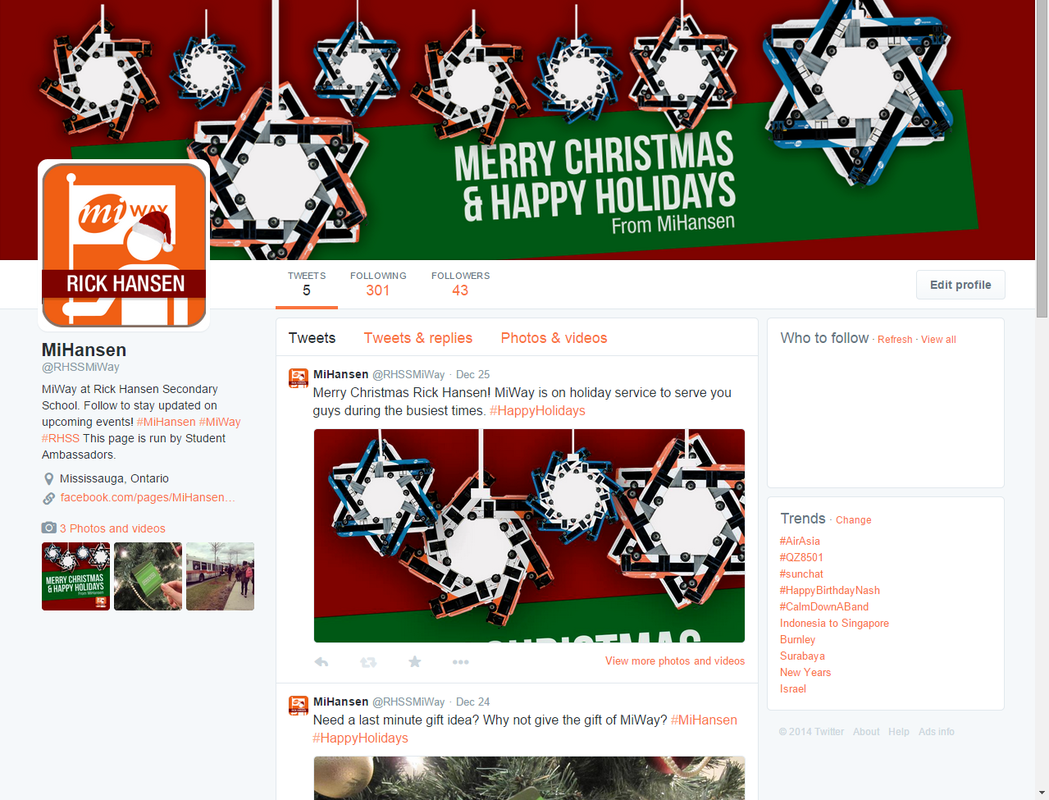 MERRY CHRISTMAS
& HAPPY HOLIDAYS
From MiHansen
mi WAY
RICK HANSEN
TWEETS
5
FOLLOWING
301
FOLLOWERS
43
Edit profile
MiHansen
@RHSSMiWay
MiWay at Rick Hansen Secondary
School. Follow to stay updated on
upcoming events! #MiHansen #MiWay
#RHSS This page is run by Student
Ambassadors.
Mississauga, Ontario
facebook.com/pages/MiHansen…
3 Photos and videos
MERRY CHRISTMAS
& HAPPY HOLIDAYS
From MiHansen
Tweets Tweets & replies Photos & videos
MiHansen @RHSSMiWay · Dec 25
Merry Christmas Rick Hansen! MiWay is on holiday service to serve you
guys during the busiest times. #HappyHolidays
CHRISTMAS
View more photos and videos
MiHansen @RHSSMiWay · Dec 24
Need a last minute gift idea? Why not give the gift of MiWay? #MiHansen
#HappyHolidays
Who to follow · Refresh · View all
Trends · Change
#AirAsia
#QZ8501
#sunchat
#HappyBirthdayNash
#CalmDownABand
Indonesia to Singapore
Burnley
Surabaya
New Years
Israel
© 2014 Twitter About Help Ads info